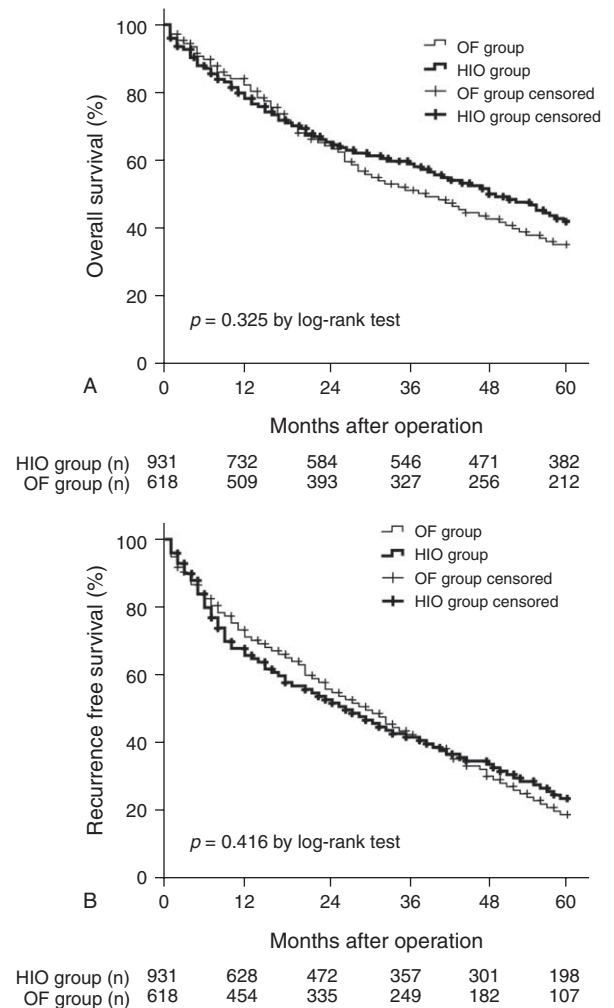 100
80
60
40
20
0
Overall survival (%)
OF group
HIO group
OF group censored
HIO group censored
p = 0.325 by log-rank test
A
0 12 24 36 48 60
Months after operation
HIO group (n) 931 732 584 546 471 382
OF group (n) 618 509 393 327 256 212
100
80
60
40
20
0
Recurrence free survival (%)
OF group
HIO group
OF group censored
HIO group censored
p = 0.416 by log-rank test
B
0 12 24 36 48 60
Months after operation
HIO group (n) 931 628 472 357 301 198
OF group (n) 618 454 335 249 182 107